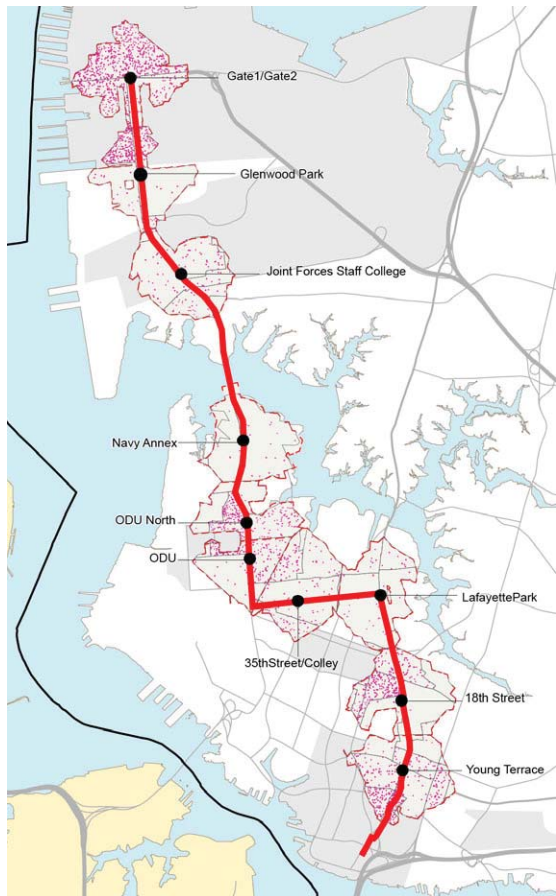 Gate1/Gate2
Glenwood Park
Joint Forces Staff College
Navy Annex
ODU North
ODU
LafayettePark
35thStreet/Colley
18th Street
Young Terrace